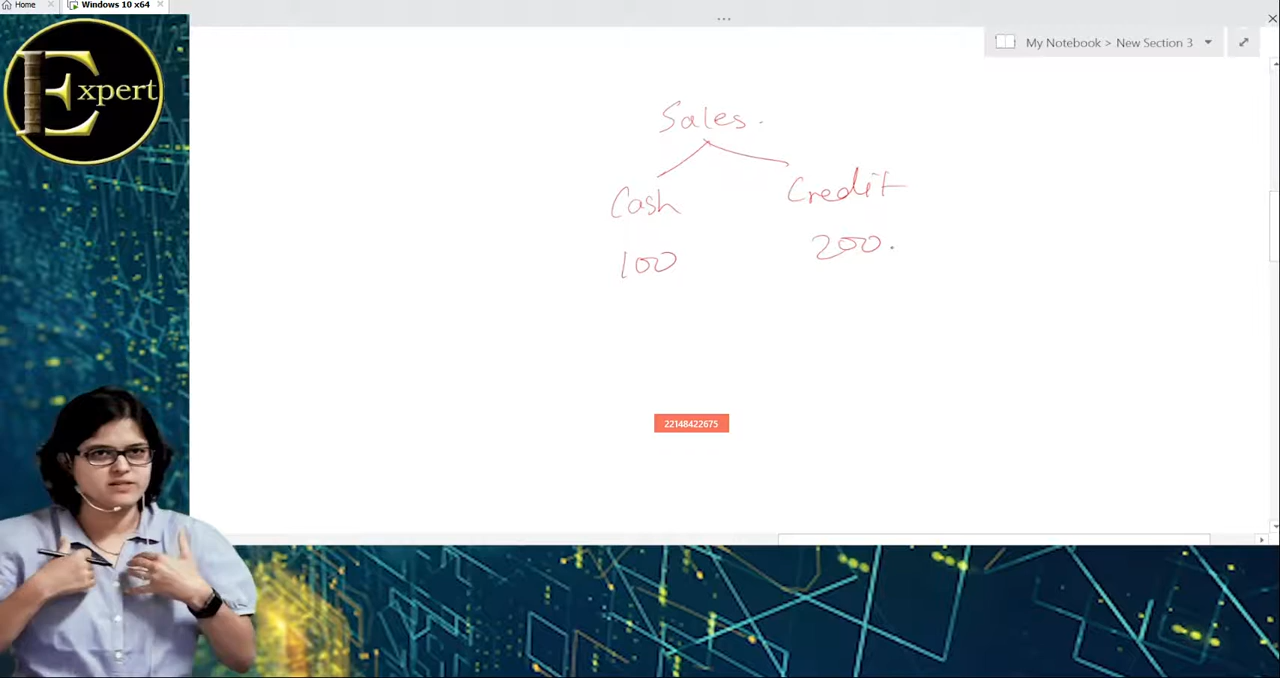 Home
Windows 10 x64
Expert
My Notebook > New Section 3
Sales.
Cash
Credit
100
200.
22148422675